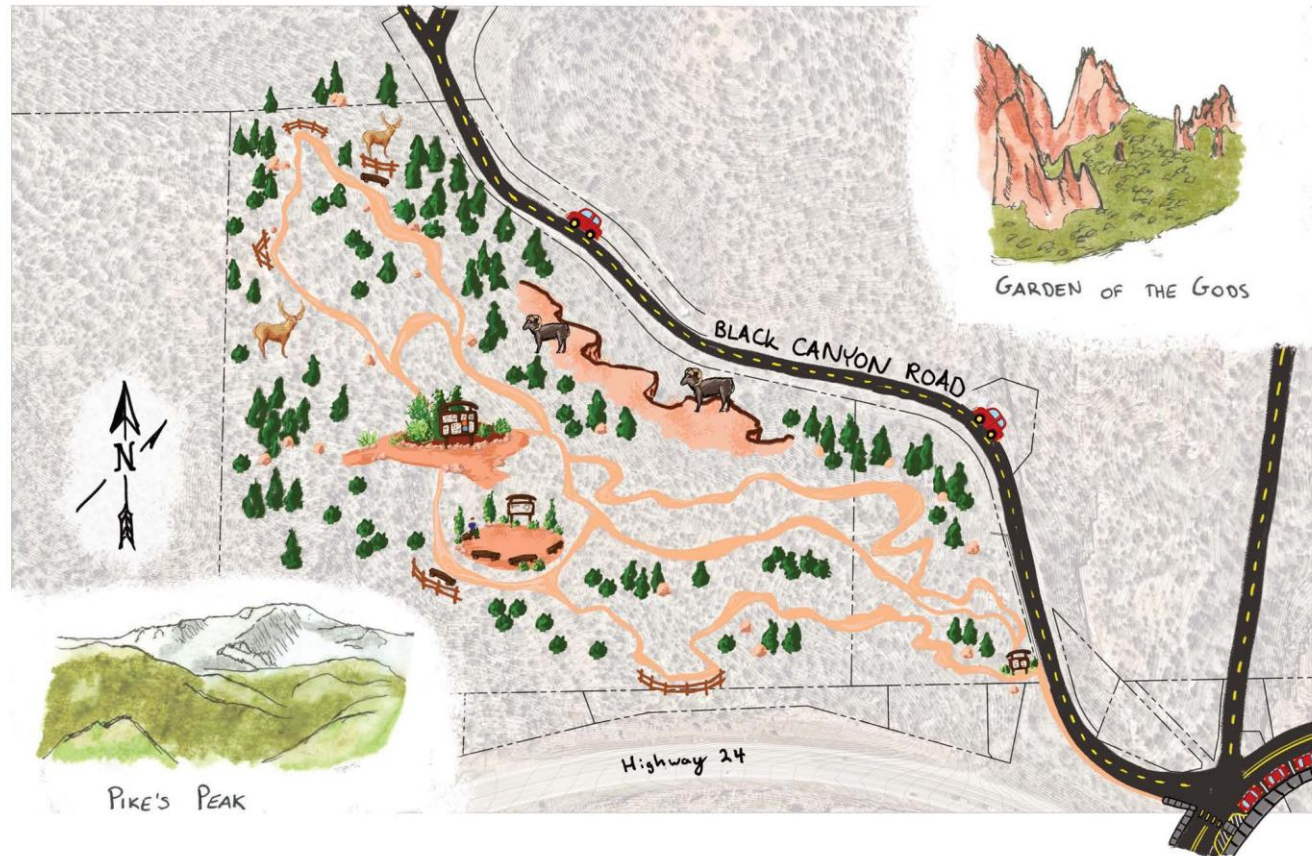 GARDEN OF THE GODS
BLACK CANYON ROAD
N
Highway 24
PIKE'S PEAK